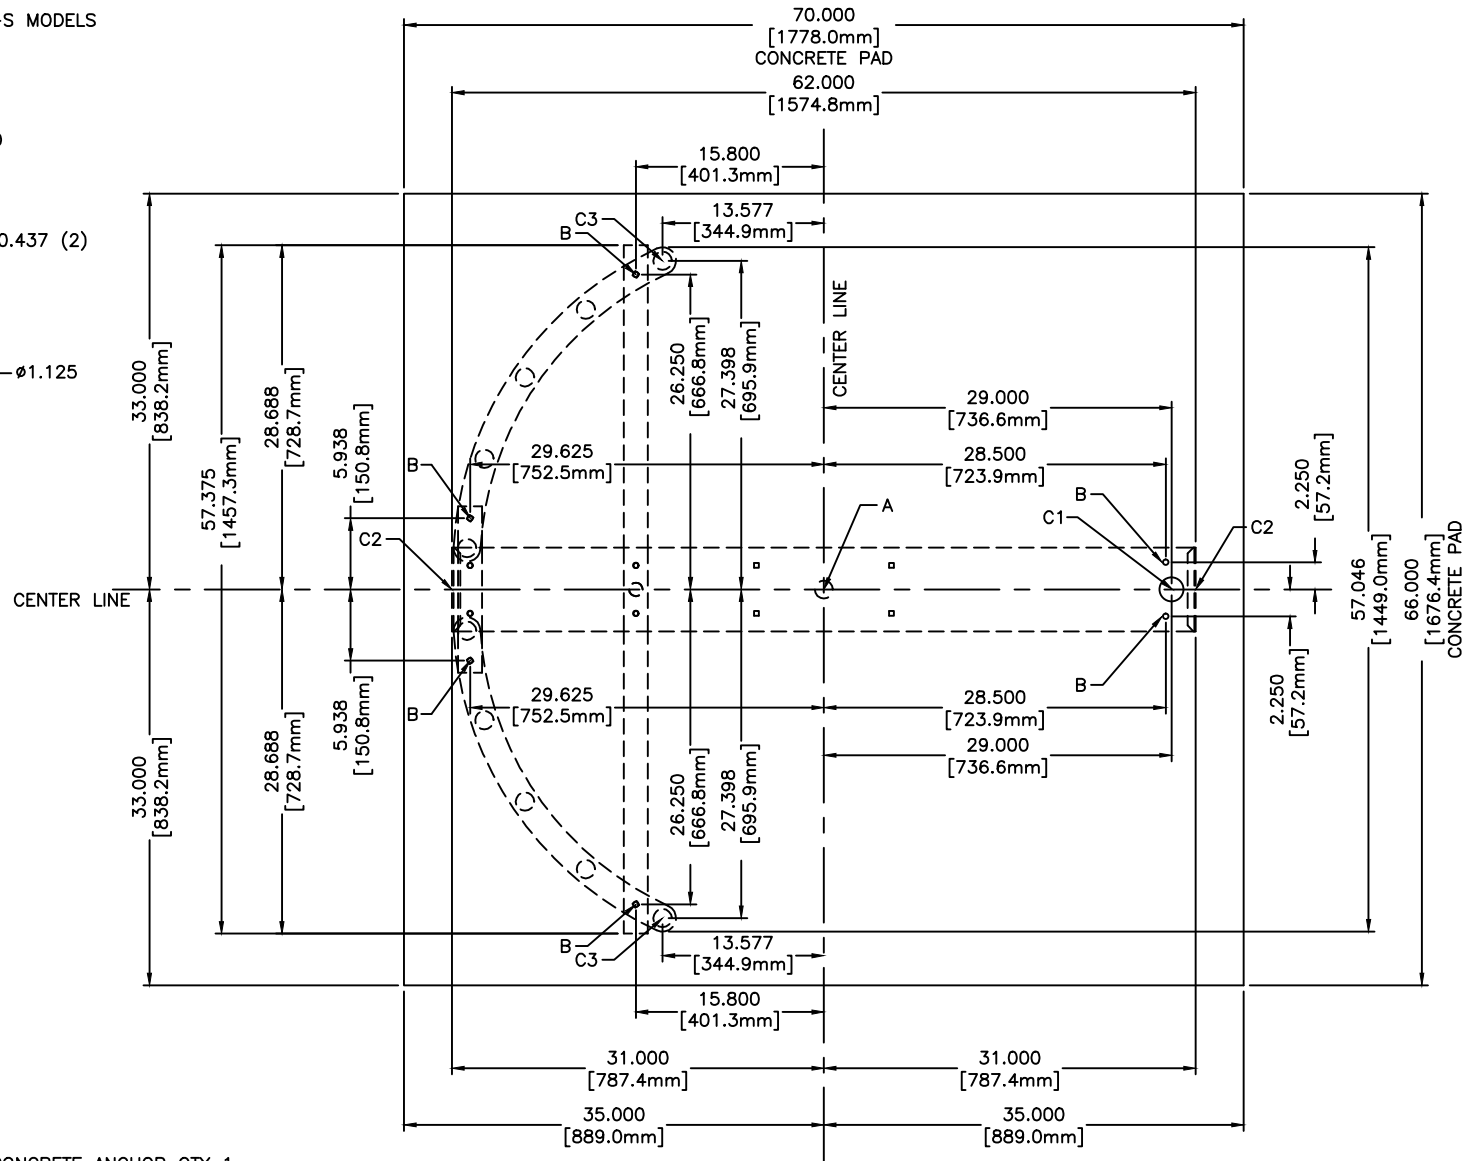 -S MODELS
70.000
[1778.0mm]
CONCRETE PAD
62.000
[1574.8mm]
15.800
[401.3mm]
13.577
[344.9mm]
C3
B
0.437 (2)
ø1.125
33.000
[838.2mm]
28.688
[728.7mm]
57.375
[1457.3mm]
5.938
[150.8mm]
26.250
[666.8mm]
27.398
[695.9mm]
CENTER LINE
29.000
[736.6mm]
29.625
[752.5mm]
28.500
[723.9mm]
2.250
[57.2mm]
B
C2
A
B
C1
C2
CENTER LINE
57.046
[1449.0mm]
66.000
[1676.4mm]
CONCRETE PAD
B
B
29.625
[752.5mm]
28.500
[723.9mm]
29.000
[736.6mm]
2.250
[57.2mm]
5.938
[150.8mm]
33.000
[838.2mm]
28.688
[728.7mm]
26.250
[666.8mm]
27.398
[695.9mm]
B
C3
13.577
[344.9mm]
15.800
[401.3mm]
31.000
[787.4mm]
31.000
[787.4mm]
35.000
[889.0mm]
35.000
[889.0mm]
CONCRETE ANCHOR QTY 1